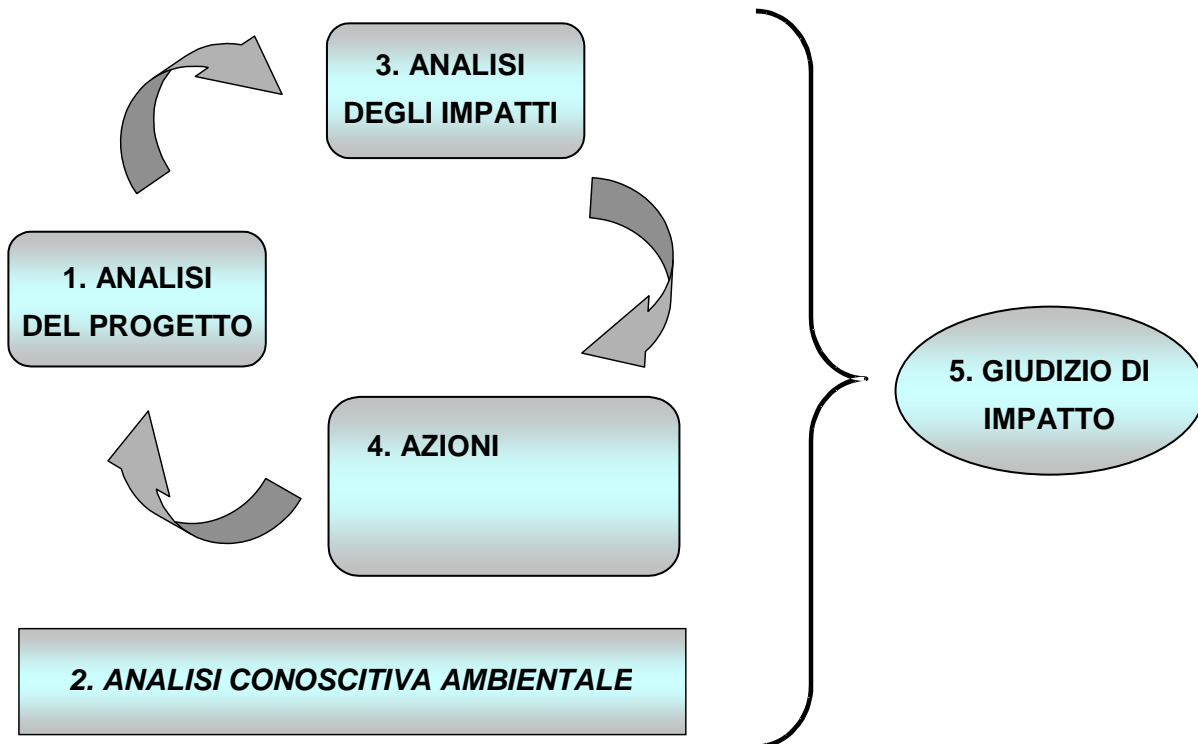 3. ANALISI
DEGLI IMPATTI
1. ANALISI
DEL PROGETTO
5. GIUDIZIO DI
IMPATTO
4. AZIONI
2. ANALISI CONOSCITIVA AMBIENTALE